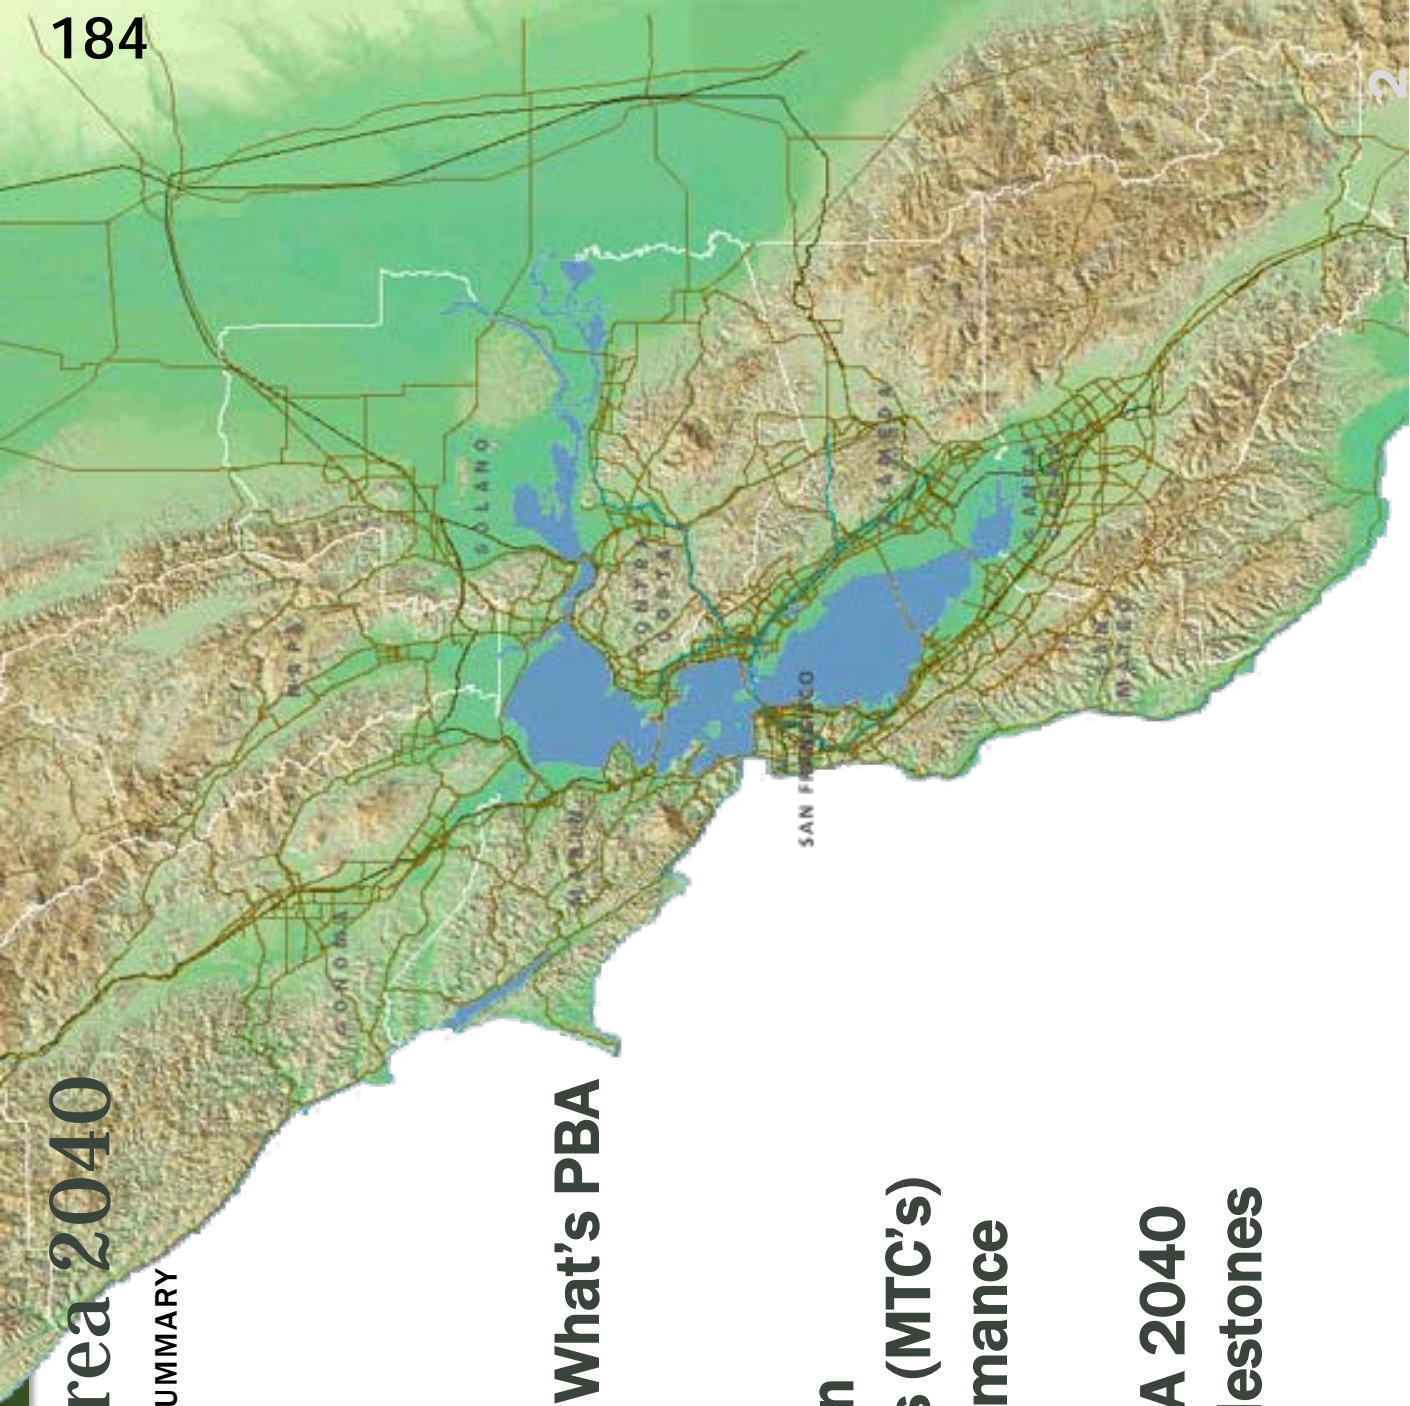 184
2
rea 2040
UMMARY
What's PBA
n
s (MTC's)
mance
A 2040
lestones
SOLANO
NAPA
SONOMA
MARIN
CONTRA
COSTA
ALAMEDA
SANTA
SAN FRANCISCO
SAN
MATEO